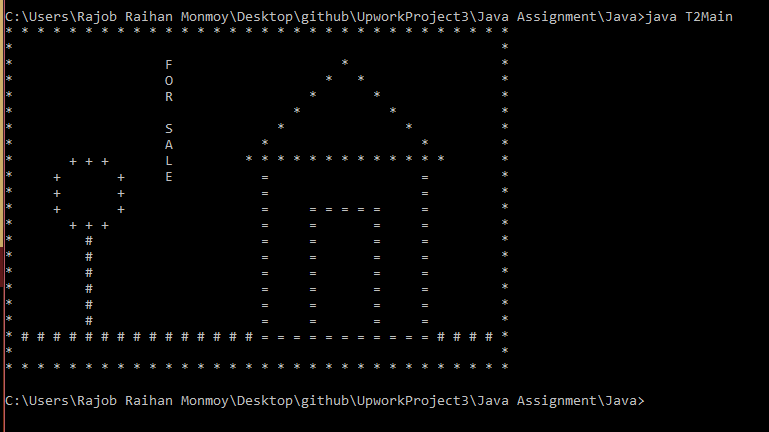 C:\Users\Rajob Raihan Monmoy\Desktop\github\UpworkProject3\Java Assignment\Java>java T2Main
* * * * * * * * * * * * * * * * * * * * * * * * * * * * * * * *
*                                                             *
*                   F                     *                   *
*                   O                   *   *                 *
*                   R                 *       *               *
*                                   *           *             *
*                   S             *               *           *
*                   A           *                   *         *
*       + + +       L         * * * * * * * * * * * * *       *
*     +       +     E           =                   =         *
*     +       +                 =                   =         *
*     +       +                 =     = = = = =     =         *
*       + + +                   =     =       =     =         *
*         #                     =     =       =     =         *
*         #                     =     =       =     =         *
*         #                     =     =       =     =         *
*         #                     =     =       =     =         *
*         #                     =     =       =     =         *
*         #                     =     =       =     =         *
* # # # # # # # # # # # # # # # = = = = = = = = = = = # # # # *
*                                                             *
* * * * * * * * * * * * * * * * * * * * * * * * * * * * * * * *
C:\Users\Rajob Raihan Monmoy\Desktop\github\UpworkProject3\Java Assignment\Java>